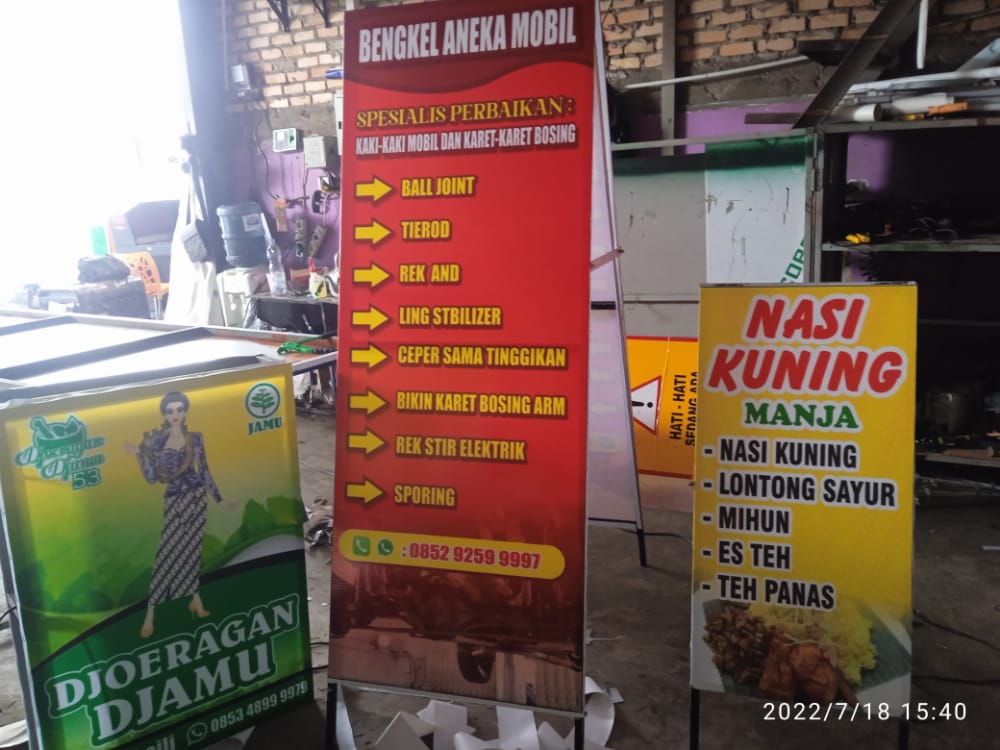 BENGKEL ANEKA MOBIL
SPESIALIS PERBAIKAN :
KAKI-KAKI MOBIL DAN KARET-KARET BOSING
BALL JOINT
TIEROD
REK AND
LING STBILIZER
CEPER SAMA TINGGIKAN
BIKIN KARET BOSING ARM
REK STIR ELEKTRIK
SPORING
: 0852 9259 9997
53
JAMU
DJOERAGAN
DJAMU
0853 4899 9979
HATI - HATI
SEDANG ADA
NASI
KUNING
MANJA
- NASI KUNING
- LONTONG SAYUR
- MIHUN
- ES TEH
- TEH PANAS
2022/7/18 15:40